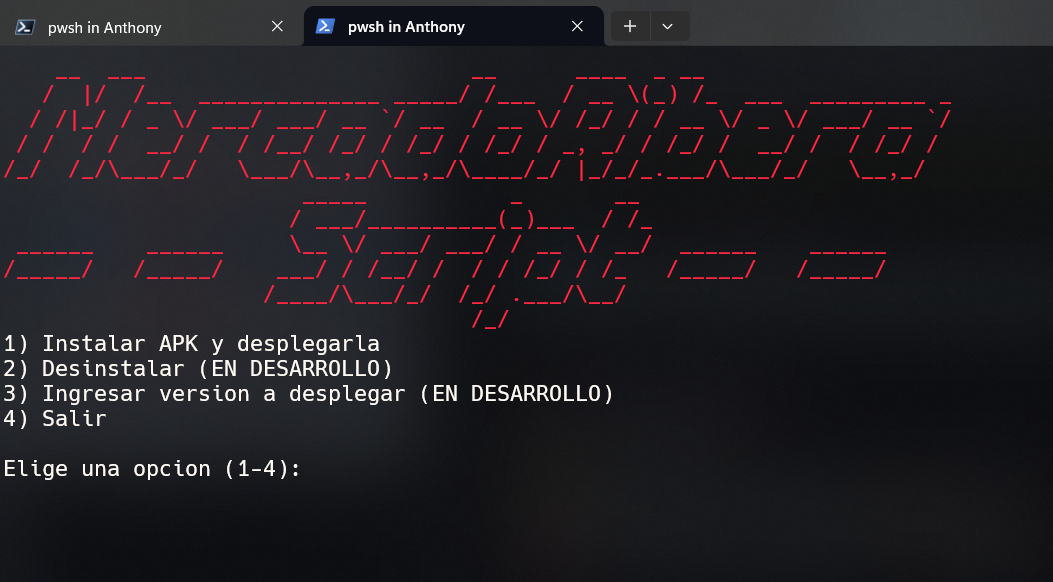 pwsh in Anthony
pwsh in Anthony
MercadoRibera
- - Script - -
1) Instalar APK y desplegarla
2) Desinstalar (EN DESARROLLO)
3) Ingresar version a desplegar (EN DESARROLLO)
4) Salir
Elige una opcion (1-4):